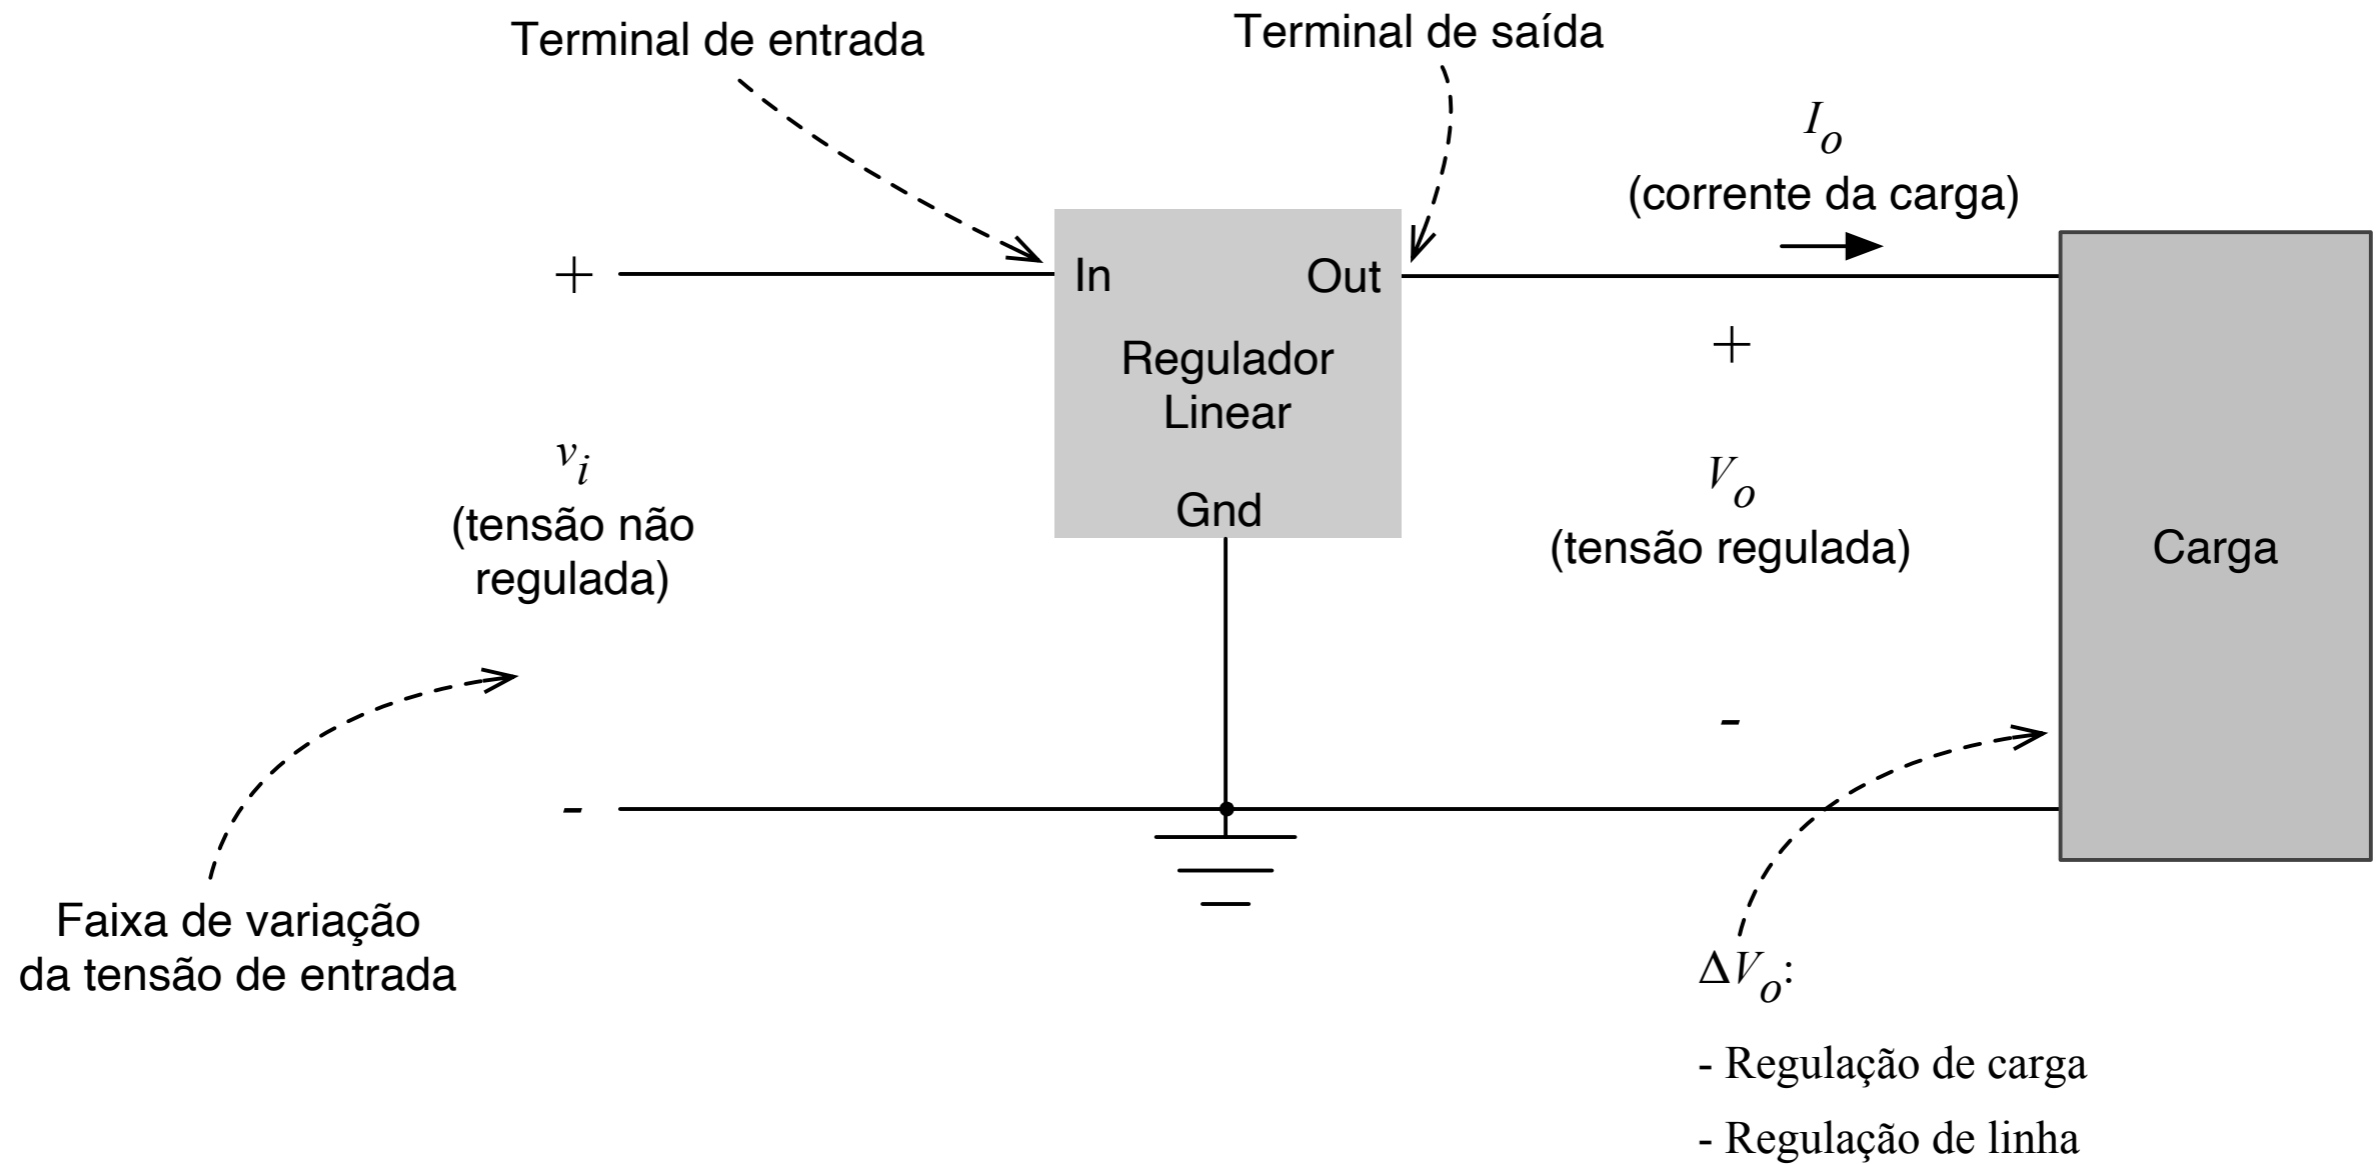 Terminal de entrada
Terminal de saída
I_o
(corrente da carga)
+
In
Out
Regulador
Linear
Gnd
+
v_i
(tensão não
regulada)
V_o
(tensão regulada)
Carga
-
-
Faixa de variação
da tensão de entrada
ΔV_o:
- Regulação de carga
- Regulação de linha